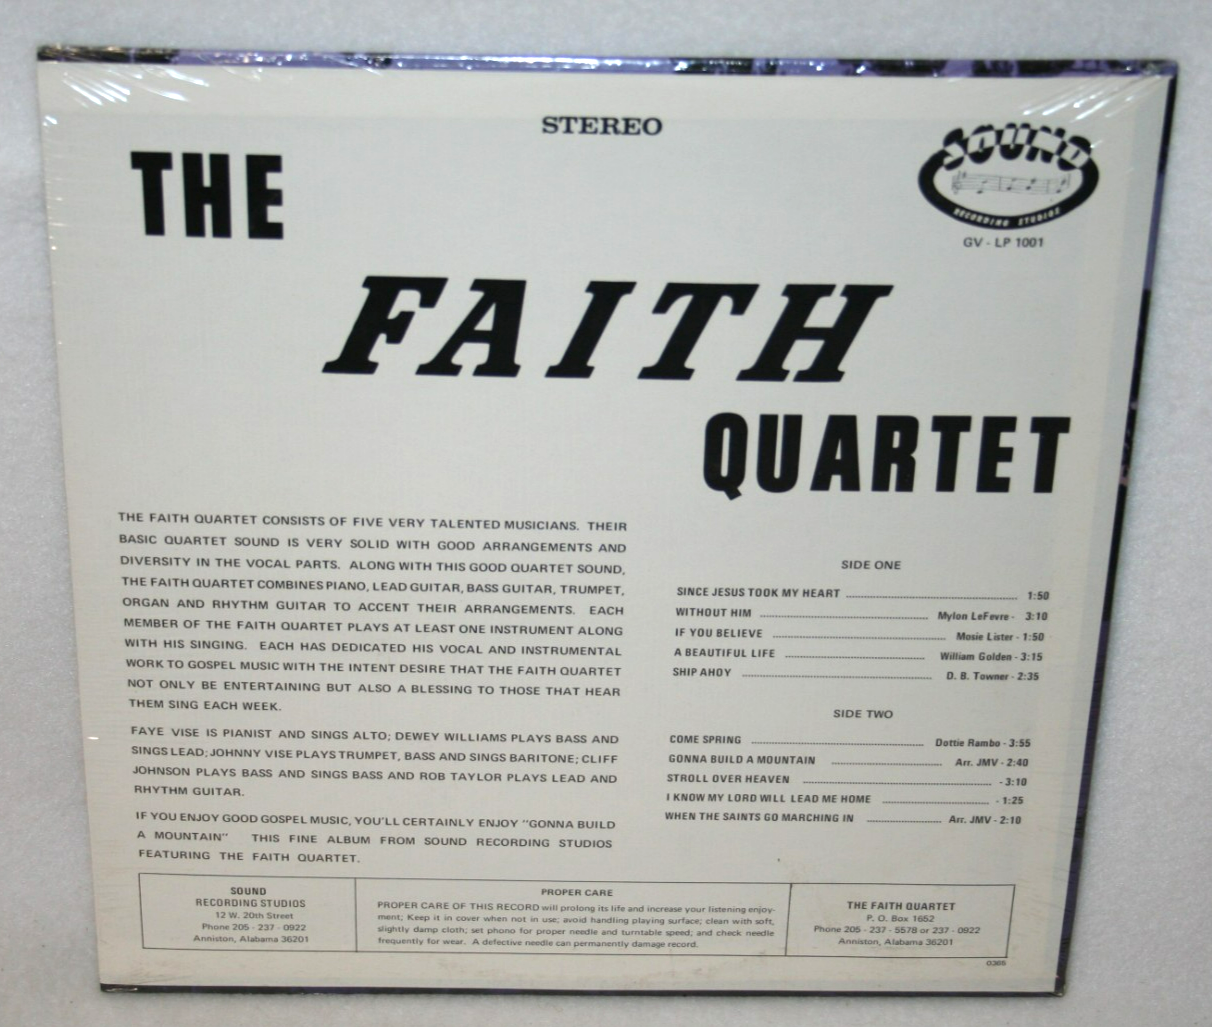 STEREO
SOUND
RECORDING STUDIOS
GV - LP 1001
THE
FAITH
QUARTET
THE FAITH QUARTET CONSISTS OF FIVE VERY TALENTED MUSICIANS. THEIR
BASIC QUARTET SOUND IS VERY SOLID WITH GOOD ARRANGEMENTS AND
DIVERSITY IN THE VOCAL PARTS. ALONG WITH THIS GOOD QUARTET SOUND,
THE FAITH QUARTET COMBINES PIANO, LEAD GUITAR, BASS GUITAR, TRUMPET,
ORGAN AND RHYTHM GUITAR TO ACCENT THEIR ARRANGEMENTS. EACH
MEMBER OF THE FAITH QUARTET PLAYS AT LEAST ONE INSTRUMENT ALONG
WITH HIS SINGING. EACH HAS DEDICATED HIS VOCAL AND INSTRUMENTAL
WORK TO GOSPEL MUSIC WITH THE INTENT DESIRE THAT THE FAITH QUARTET
NOT ONLY BE ENTERTAINING BUT ALSO A BLESSING TO THOSE THAT HEAR
THEM SING EACH WEEK.
FAYE VISE IS PIANIST AND SINGS ALTO; DEWEY WILLIAMS PLAYS BASS AND
SINGS LEAD; JOHNNY VISE PLAYS TRUMPET, BASS AND SINGS BARITONE; CLIFF
JOHNSON PLAYS BASS AND SINGS BASS AND ROB TAYLOR PLAYS LEAD AND
RHYTHM GUITAR.
IF YOU ENJOY GOOD GOSPEL MUSIC, YOU'LL CERTAINLY ENJOY "GONNA BUILD
A MOUNTAIN" THIS FINE ALBUM FROM SOUND RECORDING STUDIOS
FEATURING THE FAITH QUARTET.
SIDE ONE
SINCE JESUS TOOK MY HEART 1:50
WITHOUT HIM Mylon LeFevre - 3:10
IF YOU BELIEVE Mosie Lister - 1:50
A BEAUTIFUL LIFE William Golden - 3:15
SHIP AHOY D. B. Towner - 2:35
SIDE TWO
COME SPRING Dottie Rambo - 3:55
GONNA BUILD A MOUNTAIN Arr. JMV - 2:40
STROLL OVER HEAVEN - 3:10
I KNOW MY LORD WILL LEAD ME HOME - 1:25
WHEN THE SAINTS GO MARCHING IN Arr. JMV - 2:10
SOUND
RECORDING STUDIOS
12 W. 20th Street
Phone 205 - 237 - 0922
Anniston, Alabama 36201
PROPER CARE
PROPER CARE OF THIS RECORD will prolong its life and increase your listening enjoy-
ment; Keep it in cover when not in use; avoid handling playing surface; clean with soft,
slightly damp cloth; set phono for proper needle and turntable speed; and check needle
frequently for wear. A defective needle can permanently damage record.
THE FAITH QUARTET
P. O. Box 1652
Phone 205 - 237 - 5578 or 237 - 0922
Anniston, Alabama 36201
0365